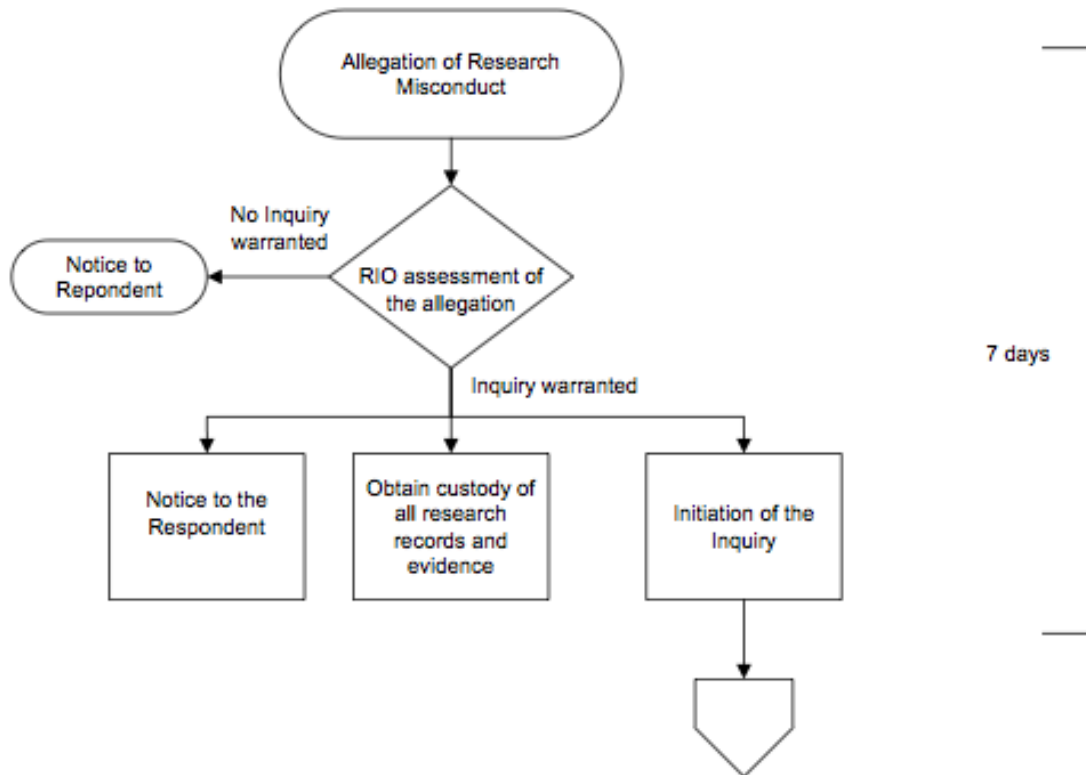 Allegation of Research
Misconduct
No Inquiry
warranted
Notice to
Repondent
RIO assessment of
the allegation
7 days
Inquiry warranted
Notice to the
Respondent
Obtain custody of
all research
records and
evidence
Initiation of the
Inquiry